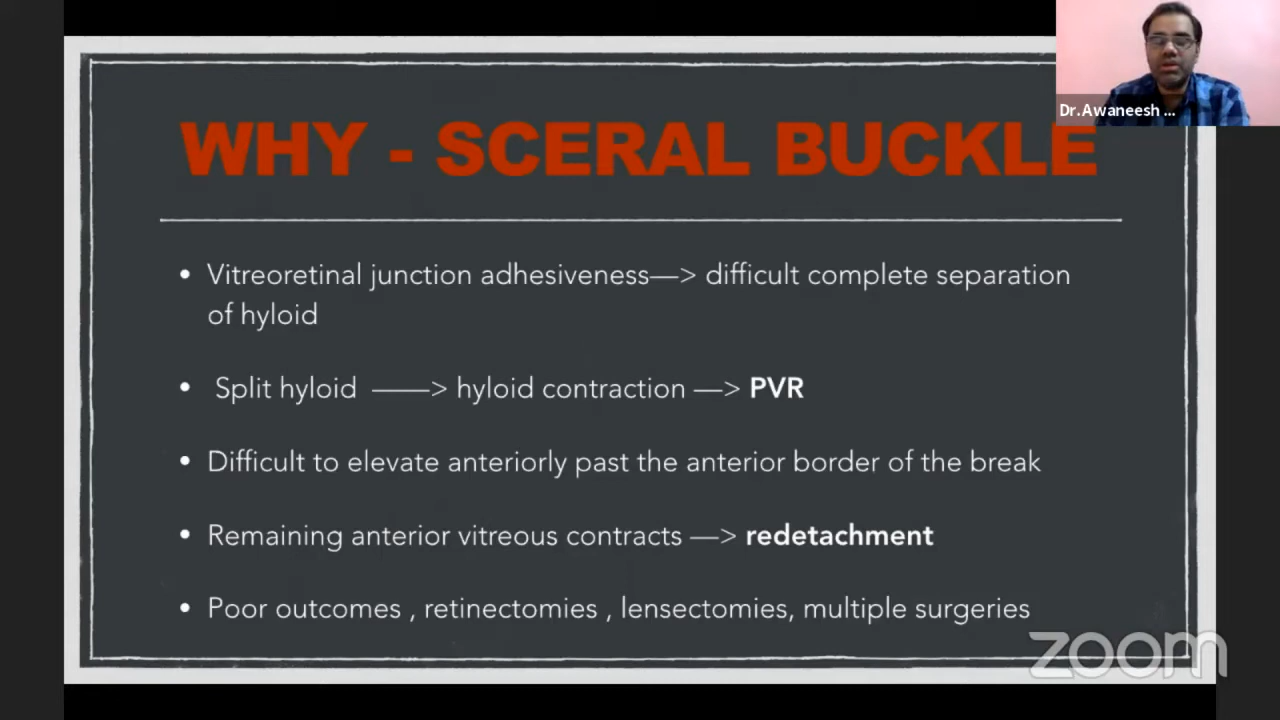 Dr.Awaneesh ...
WHY - SCERAL BUCKLE
• Vitreoretinal junction adhesiveness—> difficult complete separation
of hyloid
• Split hyloid ——> hyloid contraction —> PVR
• Difficult to elevate anteriorly past the anterior border of the break
• Remaining anterior vitreous contracts —> redetachment
• Poor outcomes , retinectomies , lensectomies, multiple surgeries
zoom